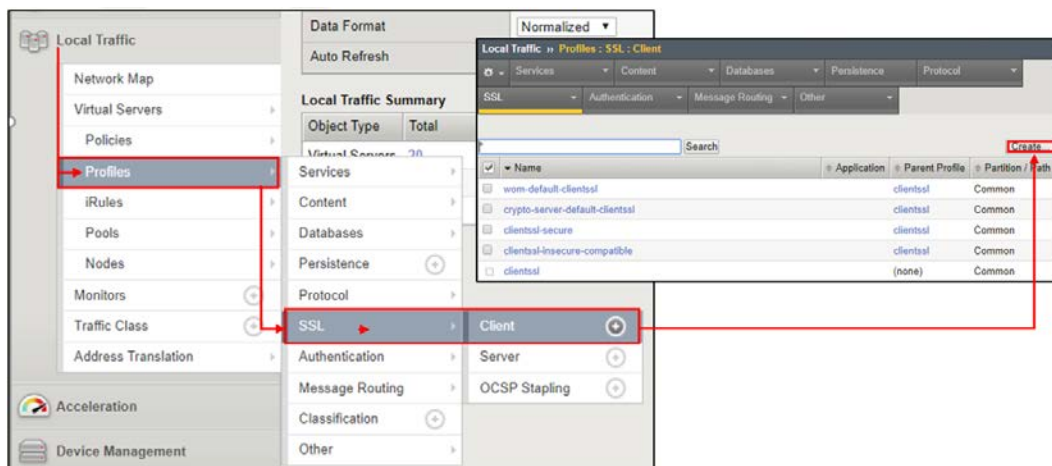 Local Traffic
Network Map
Virtual Servers
Policies
Profiles
iRules
Pools
Nodes
Monitors
Traffic Class
Address Translation
Acceleration
Device Management
Data Format
Normalized
Auto Refresh
Local Traffic Summary
Object Type Total
Virtual Servers 20
Services
Content
Databases
Persistence
Protocol
SSL
Authentication
Message Routing
Classification
Other
Client
Server
OCSP Stapling
Local Traffic » Profiles : SSL : Client
Services Content Databases Persistence Protocol
SSL Authentication Message Routing Other
* Search Create...
Name Application Parent Profile Partition / Path
wom-default-clientssl clientssl Common
crypto-server-default-clientssl clientssl Common
clientssl-secure clientssl Common
clientssl-insecure-compatible clientssl Common
clientssl (none) Common